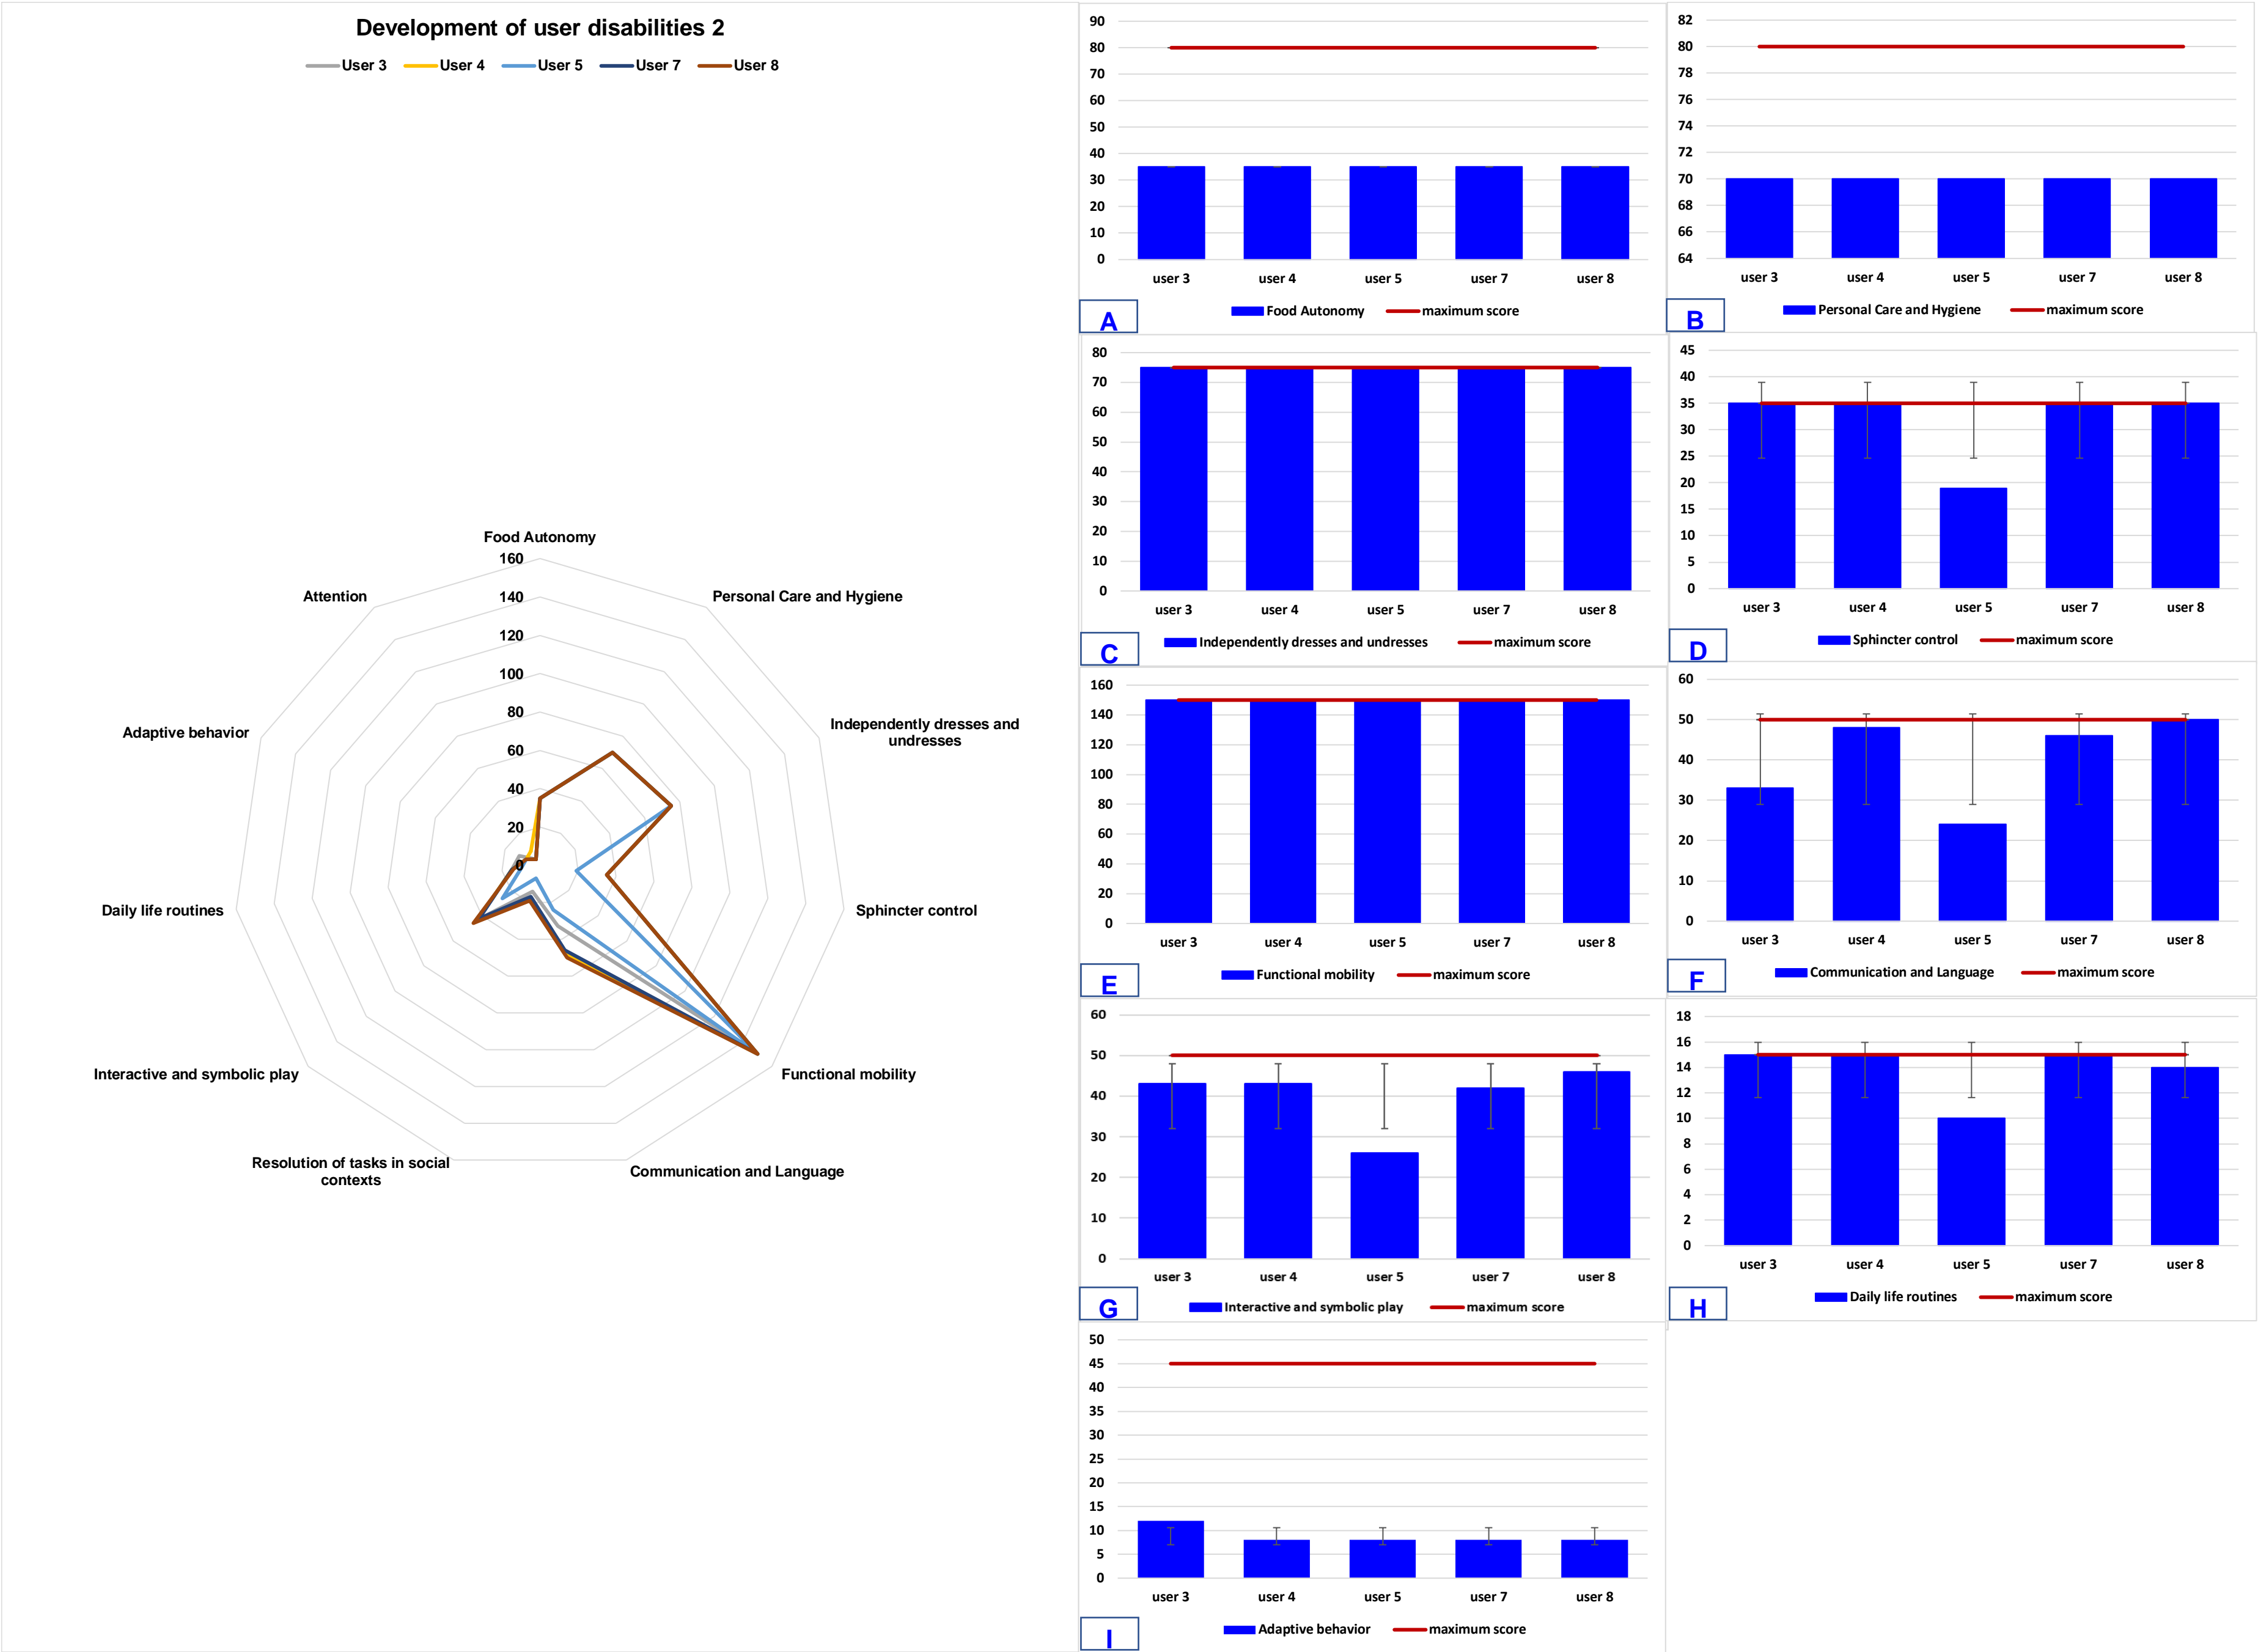 Development of user disabilities 2
User 3 User 4 User 5 User 7 User 8
Food Autonomy
Personal Care and Hygiene
Independently dresses and
undresses
Sphincter control
Functional mobility
Communication and Language
Resolution of tasks in social
contexts
Interactive and symbolic play
Daily life routines
Adaptive behavior
Attention
160
140
120
100
80
60
40
20
0
90
80
70
60
50
40
30
20
10
0
user 3 user 4 user 5 user 7 user 8
A
Food Autonomy maximum score
82
80
78
76
74
72
70
68
66
64
user 3 user 4 user 5 user 7 user 8
B
Personal Care and Hygiene maximum score
80
70
60
50
40
30
20
10
0
user 3 user 4 user 5 user 7 user 8
C
Independently dresses and undresses maximum score
45
40
35
30
25
20
15
10
5
0
user 3 user 4 user 5 user 7 user 8
D
Sphincter control maximum score
160
140
120
100
80
60
40
20
0
user 3 user 4 user 5 user 7 user 8
E
Functional mobility maximum score
60
50
40
30
20
10
0
user 3 user 4 user 5 user 7 user 8
F
Communication and Language maximum score
60
50
40
30
20
10
0
user 3 user 4 user 5 user 7 user 8
G
Interactive and symbolic play maximum score
18
16
14
12
10
8
6
4
2
0
user 3 user 4 user 5 user 7 user 8
H
Daily life routines maximum score
50
45
40
35
30
25
20
15
10
5
0
user 3 user 4 user 5 user 7 user 8
I
Adaptive behavior maximum score